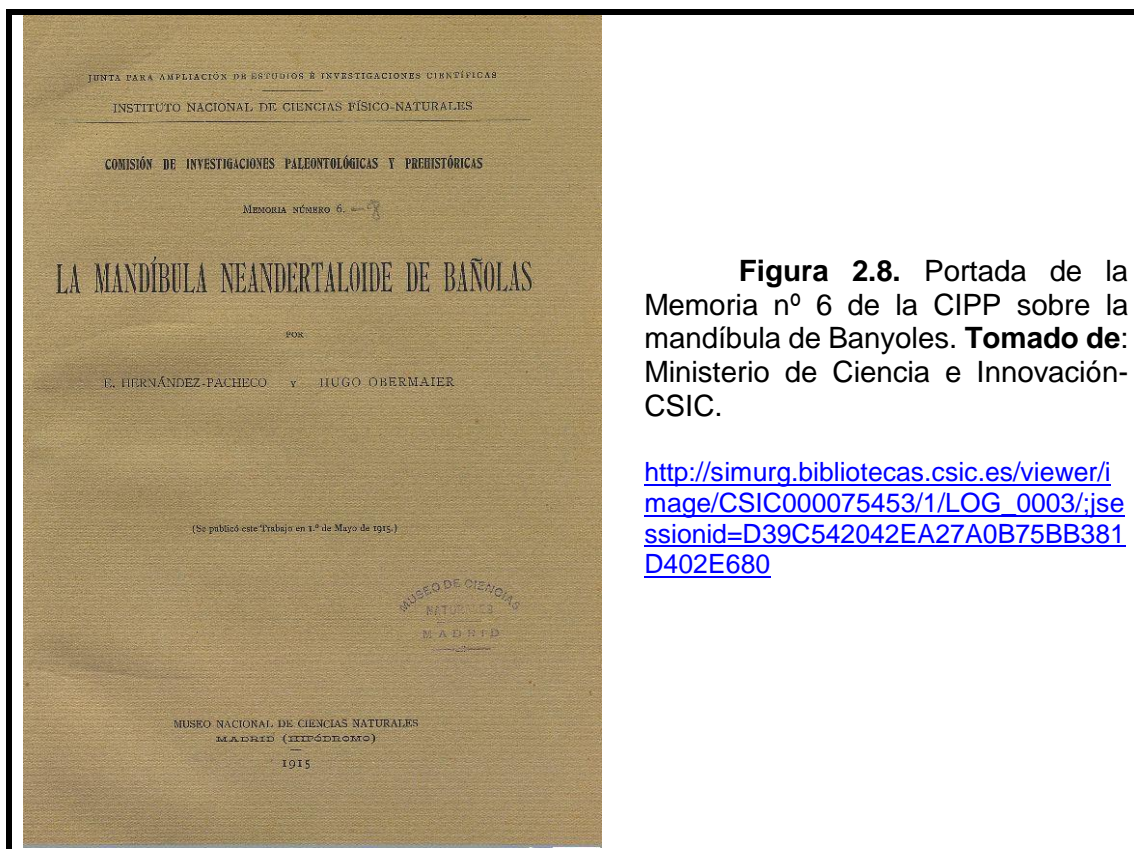 JUNTA PARA AMPLIACIÓN DE ESTUDIOS É INVESTIGACIONES CIENTÍFICAS
INSTITUTO NACIONAL DE CIENCIAS FÍSICO-NATURALES
COMISIÓN DE INVESTIGACIONES PALEONTOLÓGICAS Y PREHISTÓRICAS
MEMORIA NÚMERO 6. — 8
LA MANDÍBULA NEANDERTALOIDE DE BAÑOLAS
POR
E. HERNÁNDEZ-PACHECO Y HUGO OBERMAIER
(Se publicó este Trabajo en 1.º de Mayo de 1915.)
MUSEO DE CIENCIAS
NATURALES
MADRID
MUSEO NACIONAL DE CIENCIAS NATURALES
MADRID (HIPÓDROMO)
1915
Figura 2.8. Portada de la
Memoria nº 6 de la CIPP sobre la
mandíbula de Banyoles. Tomado de:
Ministerio de Ciencia e Innovación-
CSIC.
http://simurg.bibliotecas.csic.es/viewer/i
mage/CSIC000075453/1/LOG_0003/;jse
ssionid=D39C542042EA27A0B75BB381
D402E680